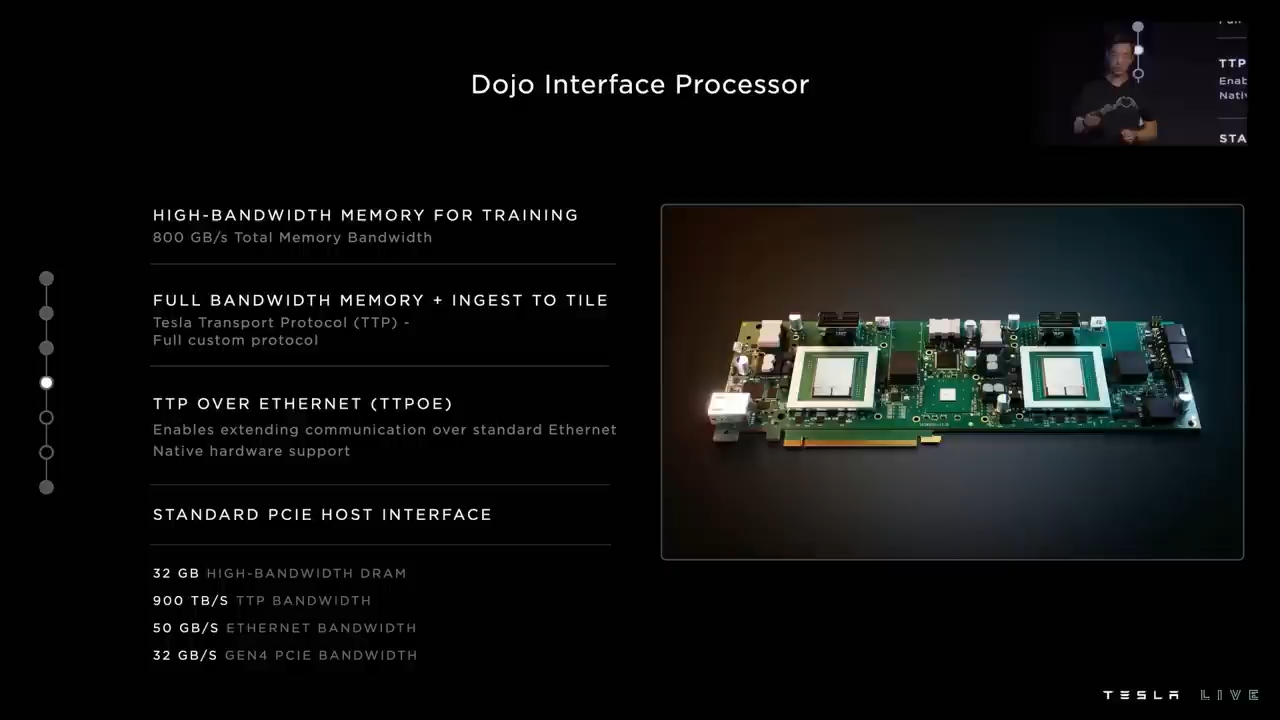 Dojo Interface Processor
TTP
Enab
Nativ
STA
HIGH-BANDWIDTH MEMORY FOR TRAINING
800 GB/s Total Memory Bandwidth
FULL BANDWIDTH MEMORY + INGEST TO TILE
Tesla Transport Protocol (TTP) -
Full custom protocol
TTP OVER ETHERNET (TTPOE)
Enables extending communication over standard Ethernet
Native hardware support
STANDARD PCIE HOST INTERFACE
32 GB HIGH-BANDWIDTH DRAM
900 TB/S TTP BANDWIDTH
50 GB/S ETHERNET BANDWIDTH
32 GB/S GEN4 PCIE BANDWIDTH
TESLA LIVE